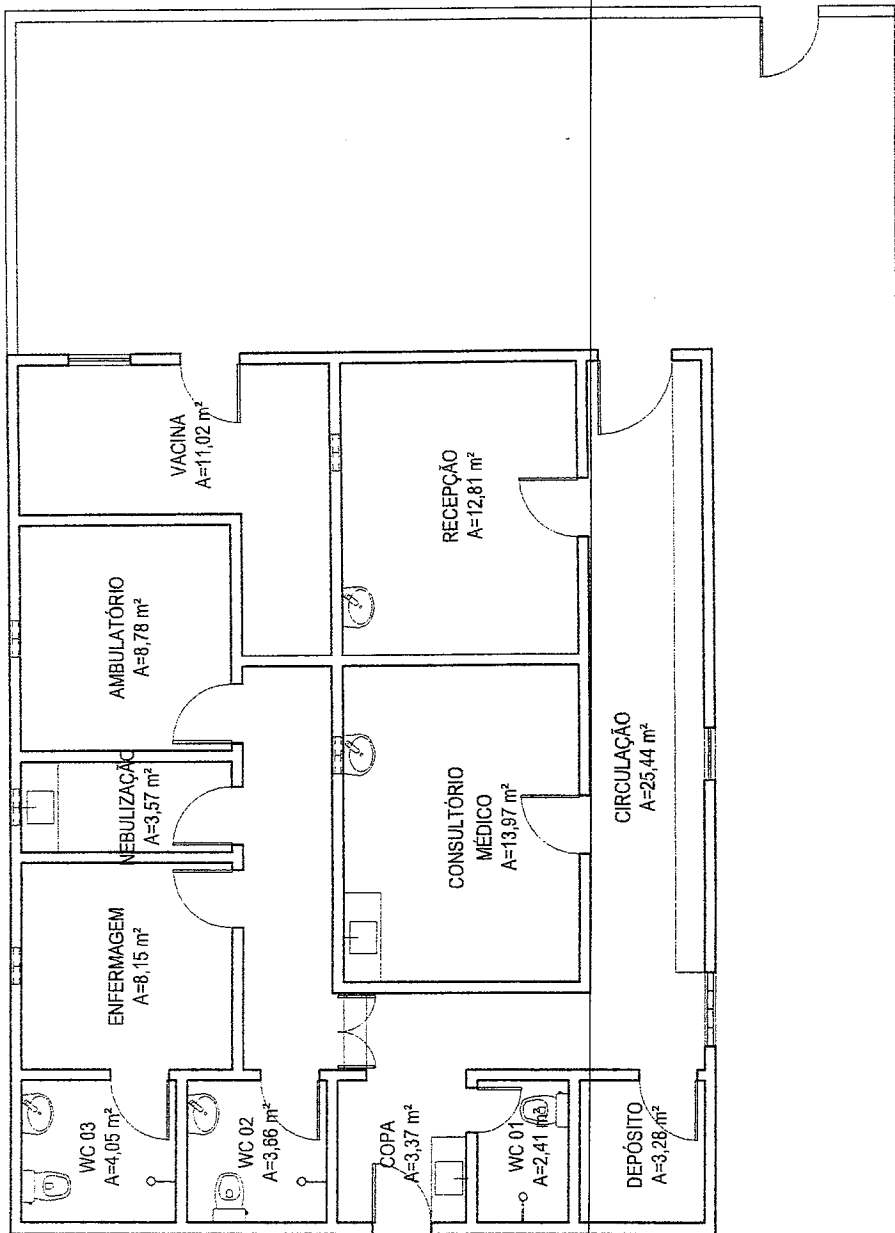 VACINA
A=11,02 m²
AMBULATÓRIO
A=8,78 m²
NEBULIZAÇÃO
A=3,57 m²
ENFERMAGEM
A=8,15 m²
WC 03
A=4,05 m²
WC 02
A=3,66 m²
RECEPÇÃO
A=12,81 m²
CONSULTÓRIO
MÉDICO
A=13,97 m²
COPA
A=3,37 m²
WC 01
A=2,41 m²
CIRCULAÇÃO
A=25,44 m²
DEPÓSITO
A=3,28 m²